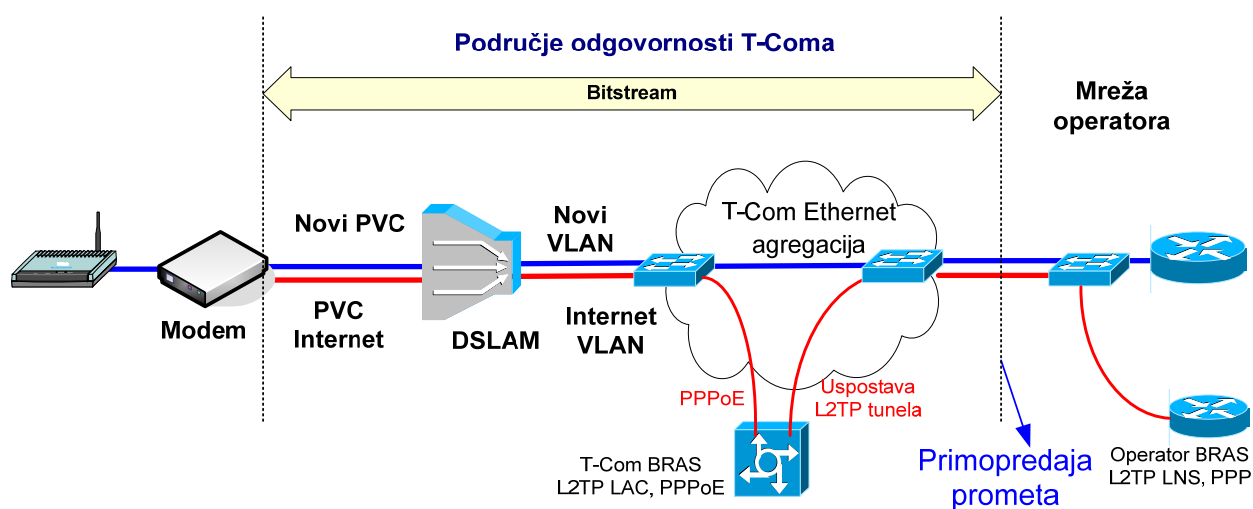 Područje odgovornosti T-Coma
Bitstream
Mreža
operatora
Novi PVC
Novi
VLAN
T-Com Ethernet
agregacija
Modem
PVC
Internet
DSLAM
Internet
VLAN
PPPoE
Uspostava
L2TP tunela
T-Com BRAS
L2TP LAC, PPPoE
Primopredaja
prometa
Operator BRAS
L2TP LNS, PPP